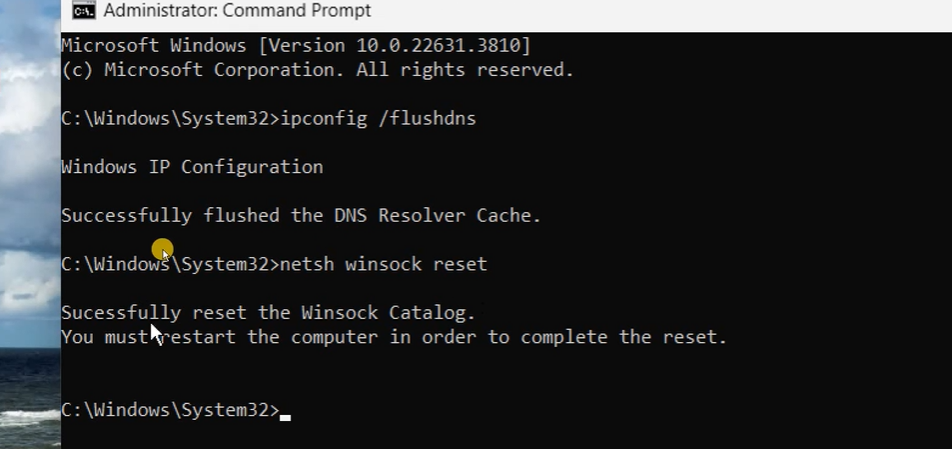 Administrator: Command Prompt
Microsoft Windows [Version 10.0.22631.3810]
(c) Microsoft Corporation. All rights reserved.
C:\Windows\System32>ipconfig /flushdns
Windows IP Configuration
Successfully flushed the DNS Resolver Cache.
C:\Windows\System32>netsh winsock reset
Sucessfully reset the Winsock Catalog.
You must restart the computer in order to complete the reset.
C:\Windows\System32>